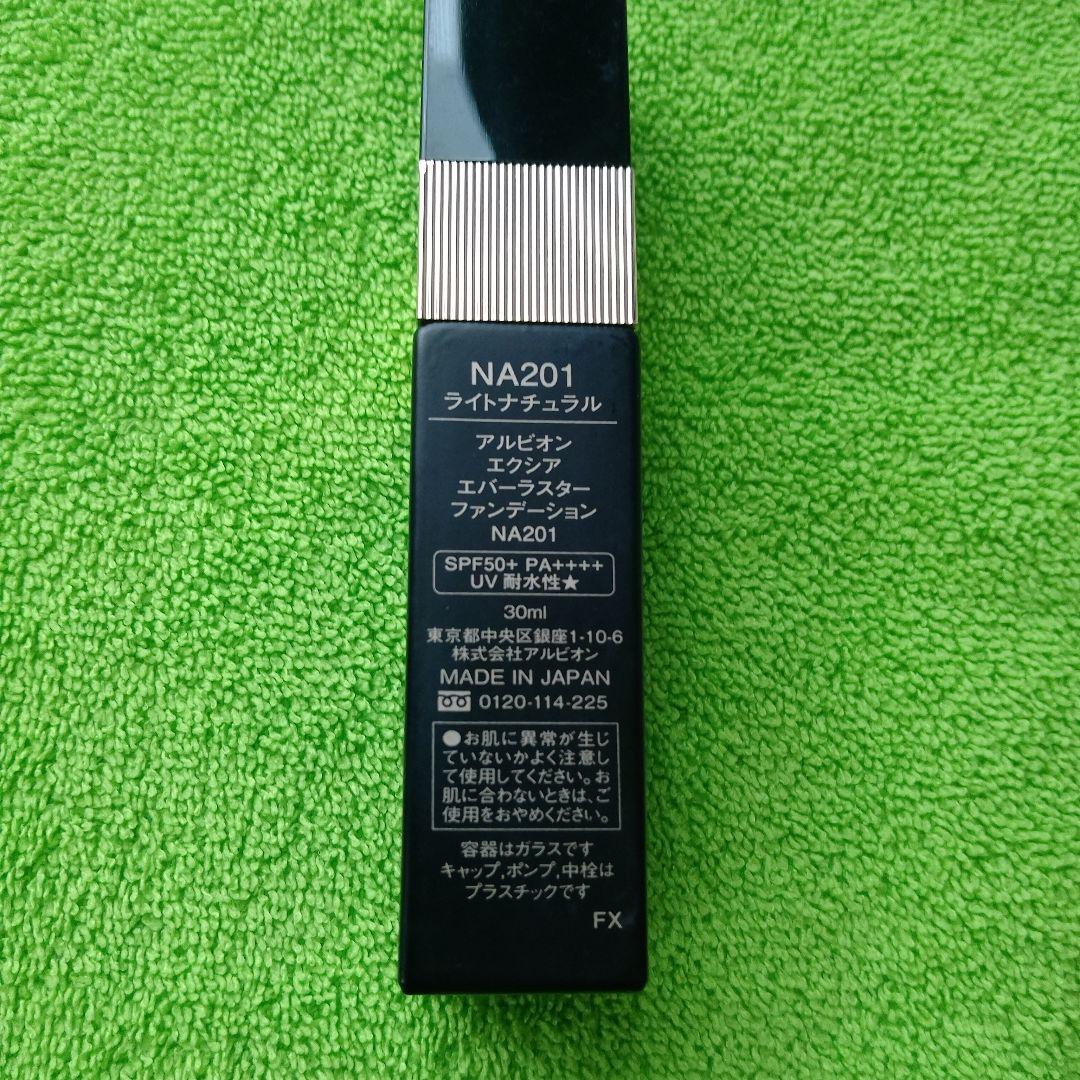 NA201
ライトナチュラル
アルビオン
エクシア
エバーラスター
ファンデーション
NA201
SPF50+ PA++++
UV 耐水性★
30ml
東京都中央区銀座1-10-6
株式会社アルビオン
MADE IN JAPAN
0120-114-225
●お肌に異常が生じ
ていないかよく注意し
て使用してください。お
肌に合わないときは、ご
使用をおやめください。
容器はガラスです
キャップ,ポンプ,中栓は
プラスチックです
FX